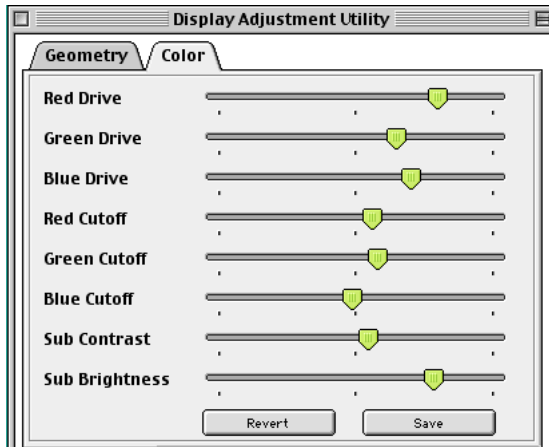 Display Adjustment Utility
Geometry Color
Red Drive
Green Drive
Blue Drive
Red Cutoff
Green Cutoff
Blue Cutoff
Sub Contrast
Sub Brightness
Revert Save